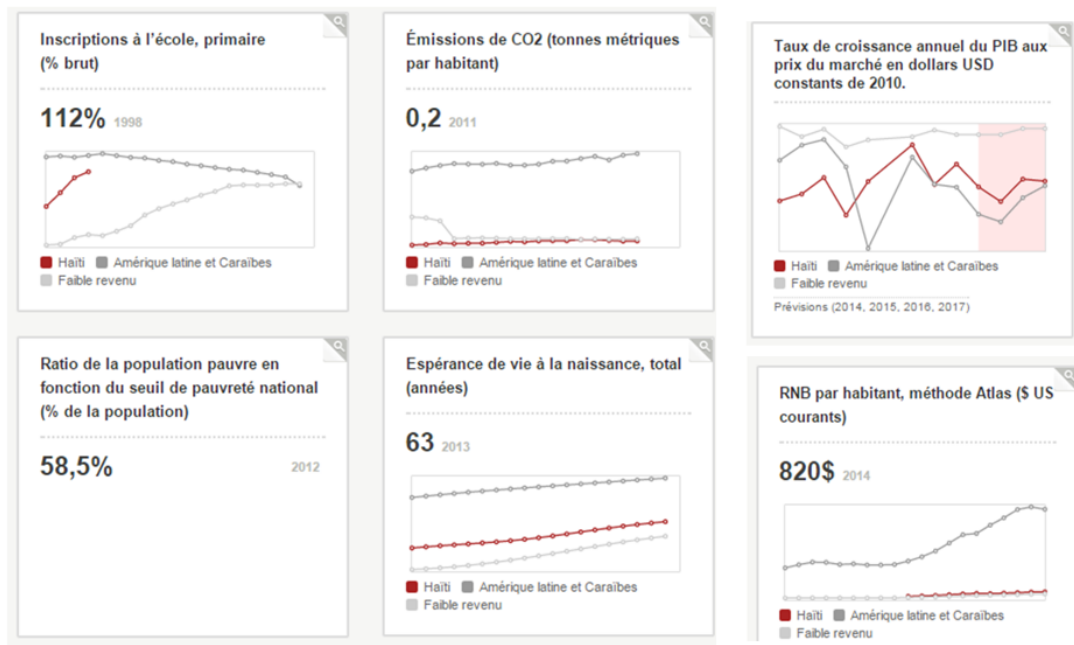 Inscriptions à l'école, primaire
(% brut)
112% 1998
Haïti Amérique latine et Caraïbes
Faible revenu
Émissions de CO2 (tonnes métriques
par habitant)
0,2 2011
Haïti Amérique latine et Caraïbes
Faible revenu
Taux de croissance annuel du PIB aux
prix du marché en dollars USD
constants de 2010.
Haïti Amérique latine et Caraïbes
Faible revenu
Prévisions (2014, 2015, 2016, 2017)
Ratio de la population pauvre en
fonction du seuil de pauvreté national
(% de la population)
58,5% 2012
Espérance de vie à la naissance, total
(années)
63 2013
Haïti Amérique latine et Caraïbes
Faible revenu
RNB par habitant, méthode Atlas ($ US
courants)
820$ 2014
Haïti Amérique latine et Caraïbes
Faible revenu